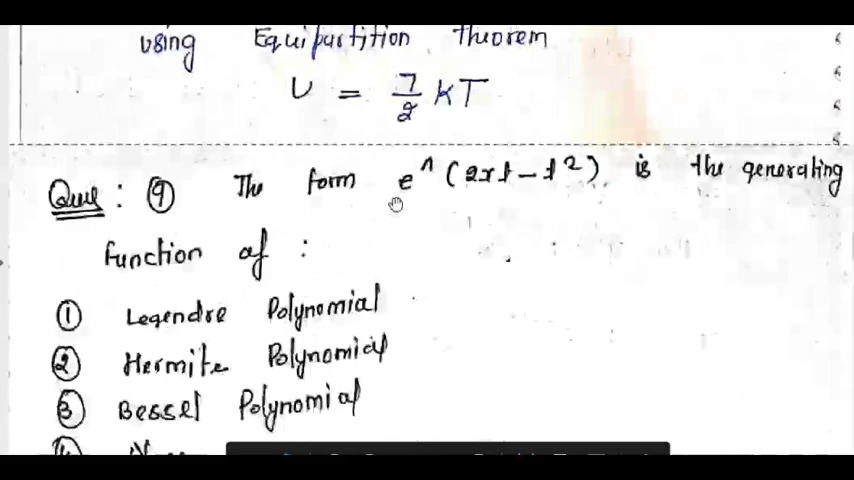 using Equipartition theorem
U = 7/2 KT
Que : 9 The form e^(2xt - t²) is the generating
function of :
1 Legendre Polynomial
2 Hermite Polynomial
3 Bessel Polynomial